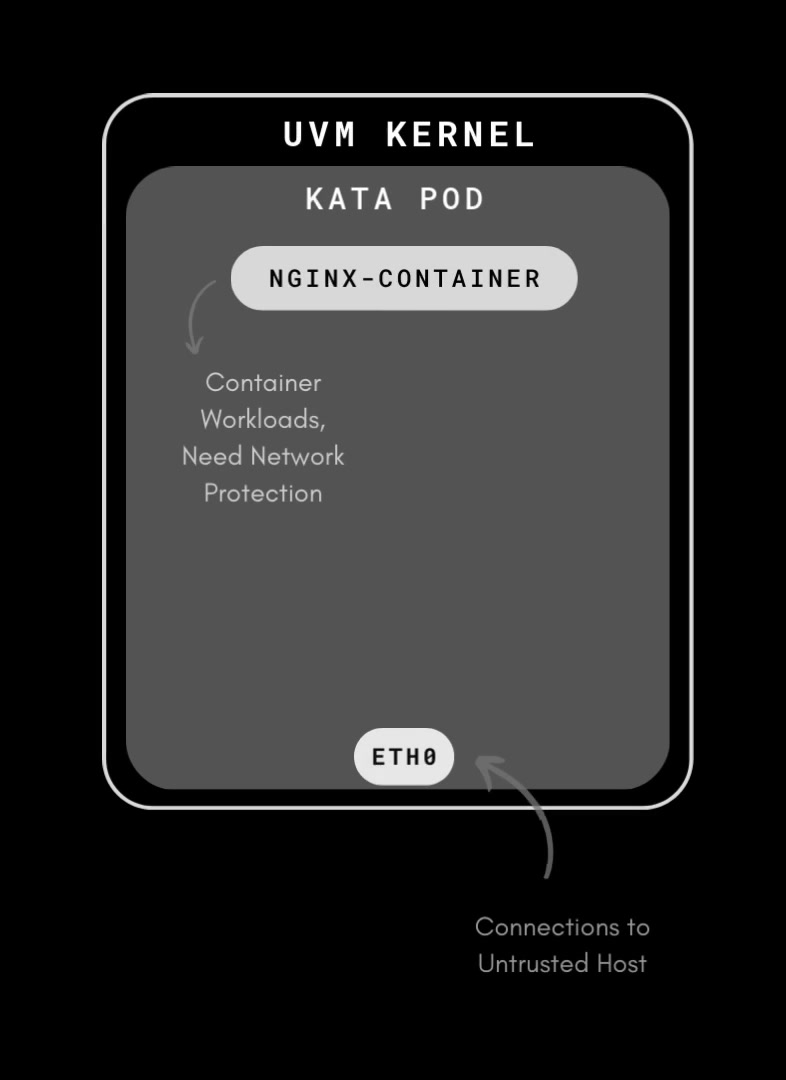 UVM KERNEL
KATA POD
NGINX-CONTAINER
Container
Workloads,
Need Network
Protection
ETH0
Connections to
Untrusted Host